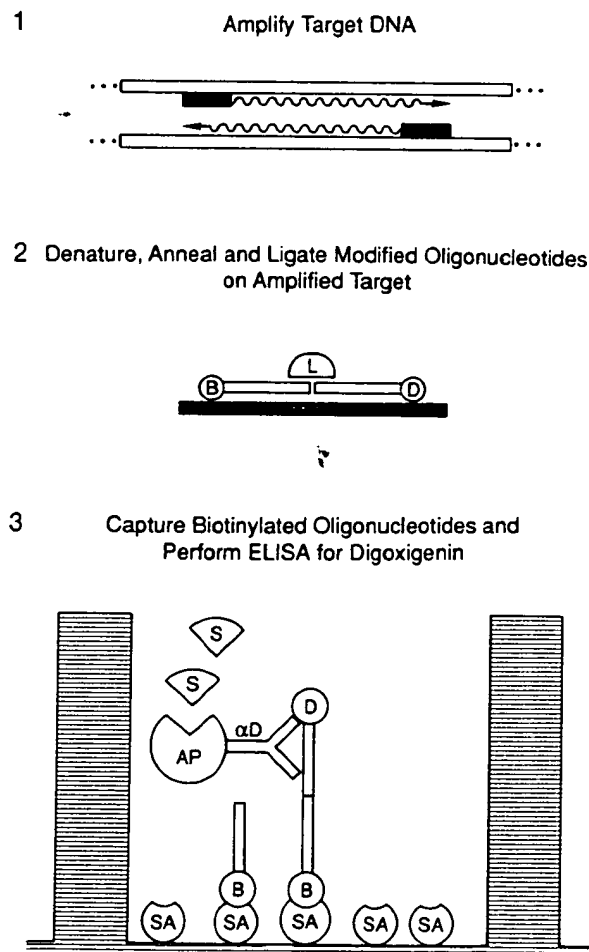 1 Amplify Target DNA
2 Denature, Anneal and Ligate Modified Oligonucleotides
on Amplified Target
L
B D
3 Capture Biotinylated Oligonucleotides and
Perform ELISA for Digoxigenin
S
S
D
αD
AP
B B
SA SA SA SA SA